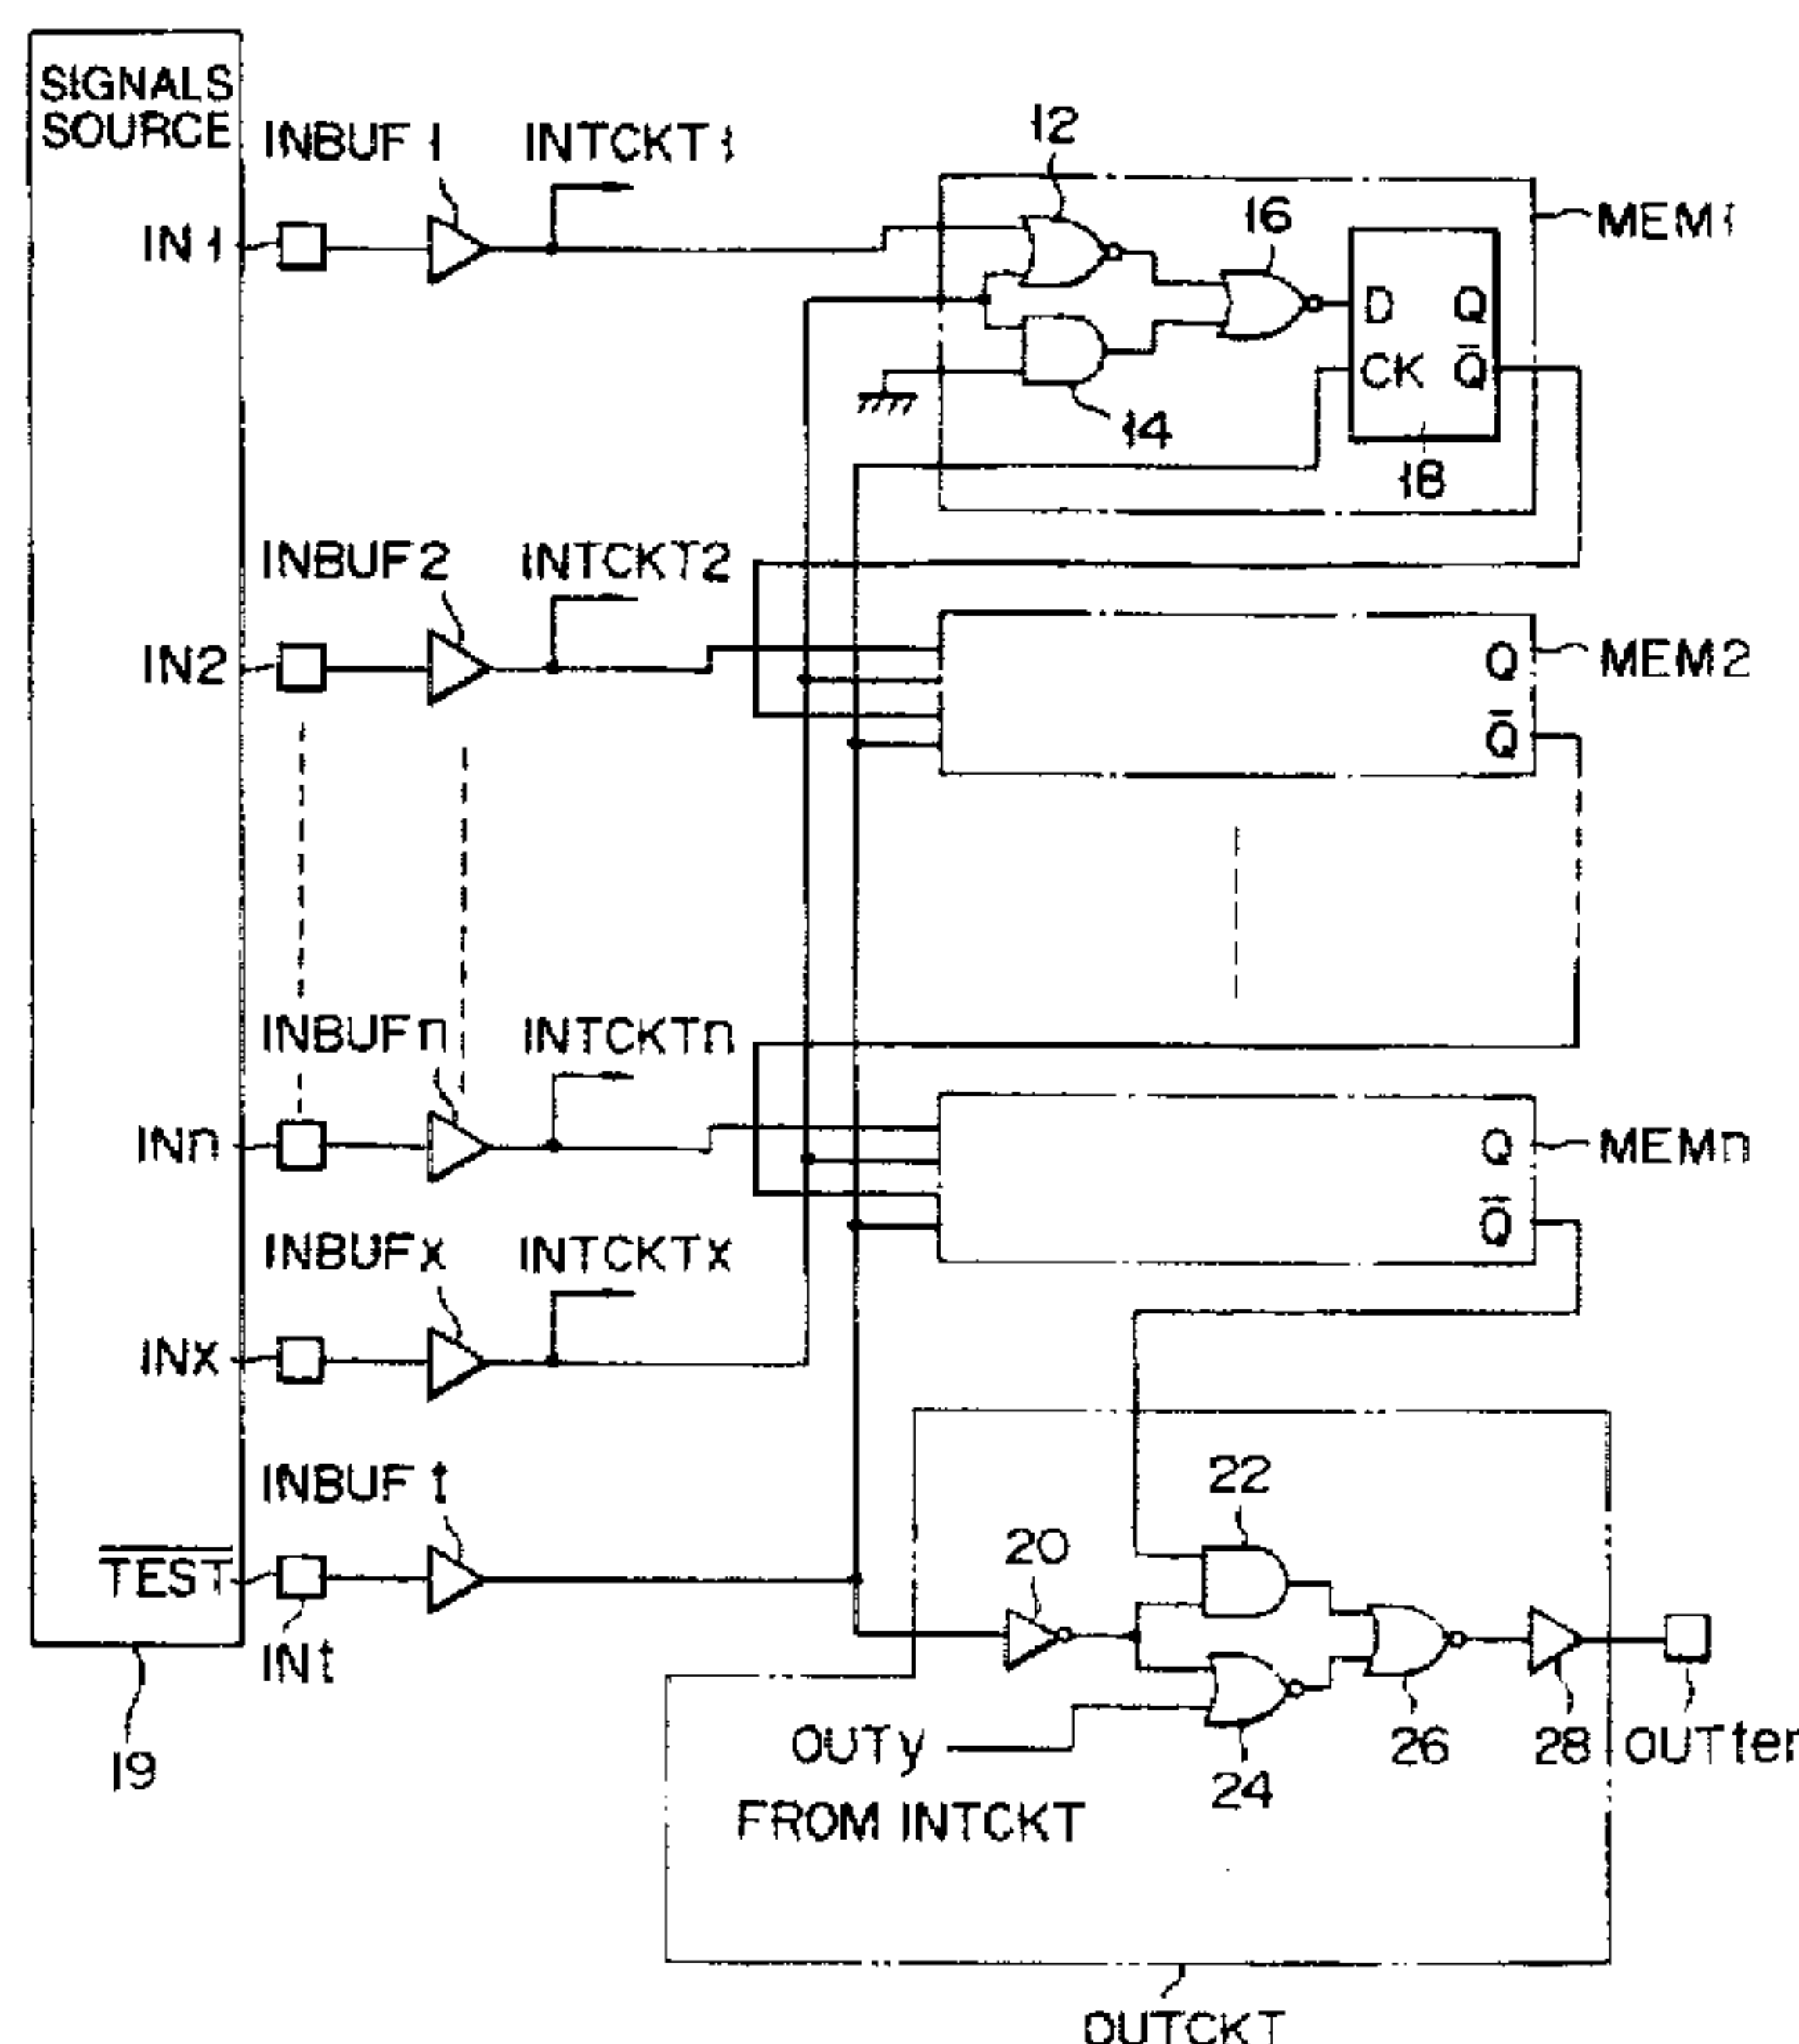 SIGNALS
SOURCE
INBUF1
INTCKT1
12
IN1
16
MEM1
D
Q
CK
Q̅
14
18
INBUF2
INTCKT2
IN2
Q
MEM2
Q̅
INBUFn
INTCKTn
INn
Q
MEMn
Q̅
INBUFx
INTCKTx
INX
INBUFt
22
20
T̅E̅S̅T̅
INt
19
OUTy
26
28
OUTter
24
FROM INTCKT
OUTCKT